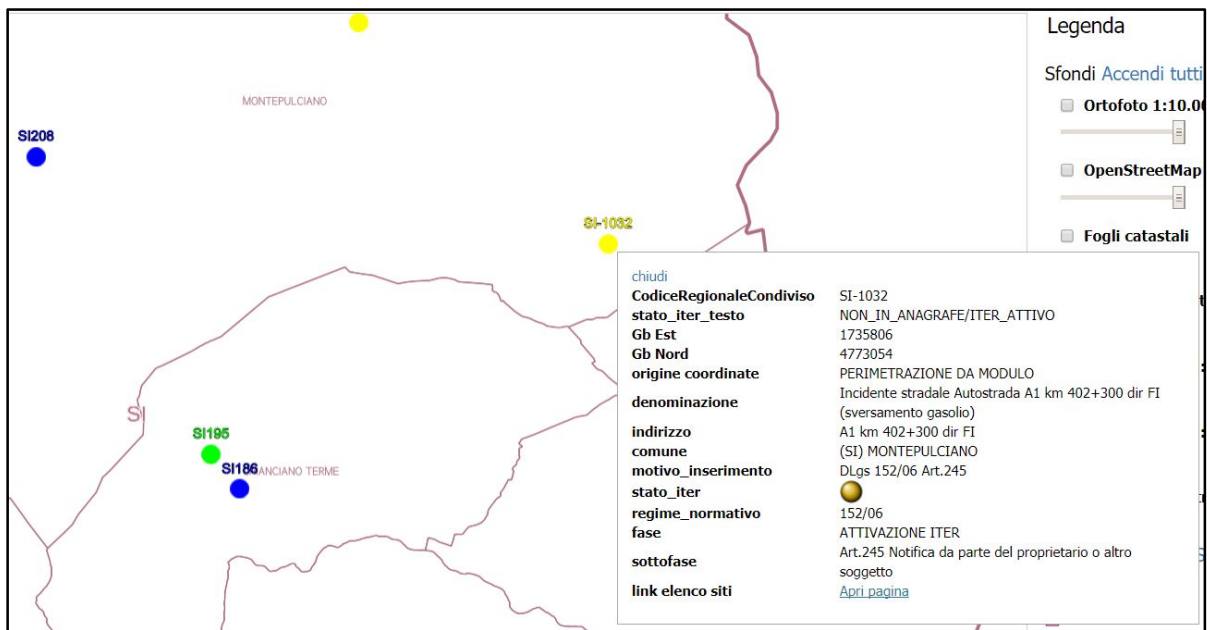 Legenda
Sfondi Accendi tutti
Ortofoto 1:10.00
OpenStreetMap
Fogli catastali
MONTEPULCIANO
SI208
SI-1032
SI
SI195
SI186
ANCIANO TERME
chiudi
CodiceRegionaleCondiviso SI-1032
stato_iter_testo NON_IN_ANAGRAFE/ITER_ATTIVO
Gb Est 1735806
Gb Nord 4773054
origine coordinate PERIMETRAZIONE DA MODULO
denominazione Incidente stradale Autostrada A1 km 402+300 dir FI
(sversamento gasolio)
indirizzo A1 km 402+300 dir FI
comune (SI) MONTEPULCIANO
motivo_inserimento DLgs 152/06 Art.245
stato_iter
regime_normativo 152/06
fase ATTIVAZIONE ITER
sottofase Art.245 Notifica da parte del proprietario o altro
soggetto
link elenco siti Apri pagina